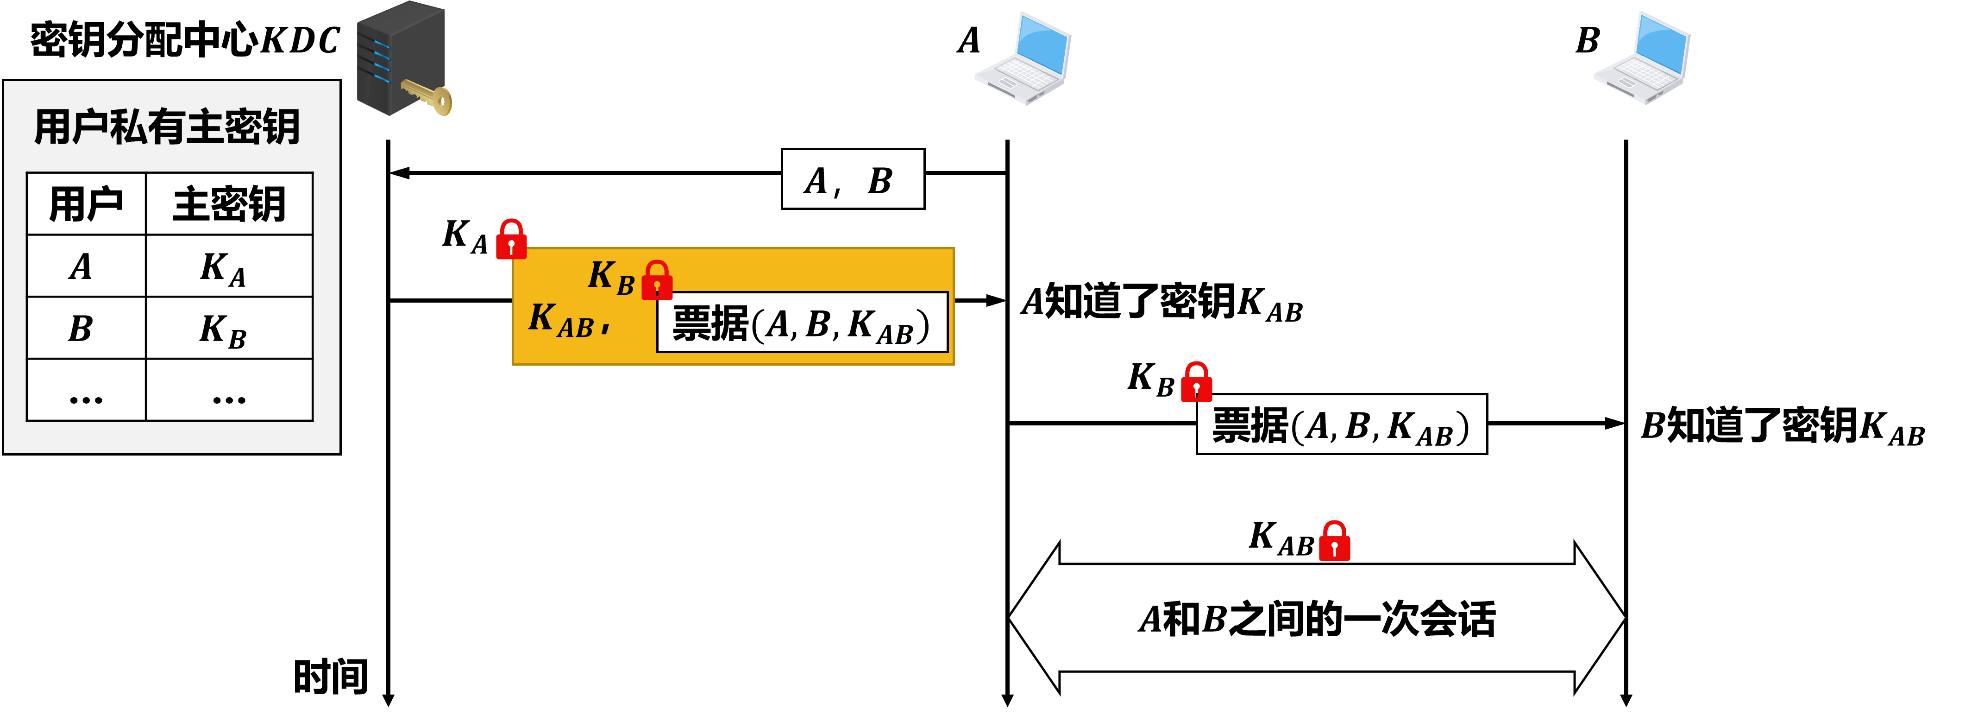 密钥分配中心KDC
A
B
用户私有主密钥
用户 主密钥
A K_A
B K_B
… …
A，B
K_A
K_B
K_AB，
票据(A, B, K_AB)
A知道了密钥K_AB
K_B
票据(A, B, K_AB)
B知道了密钥K_AB
K_AB
A和B之间的一次会话
时间